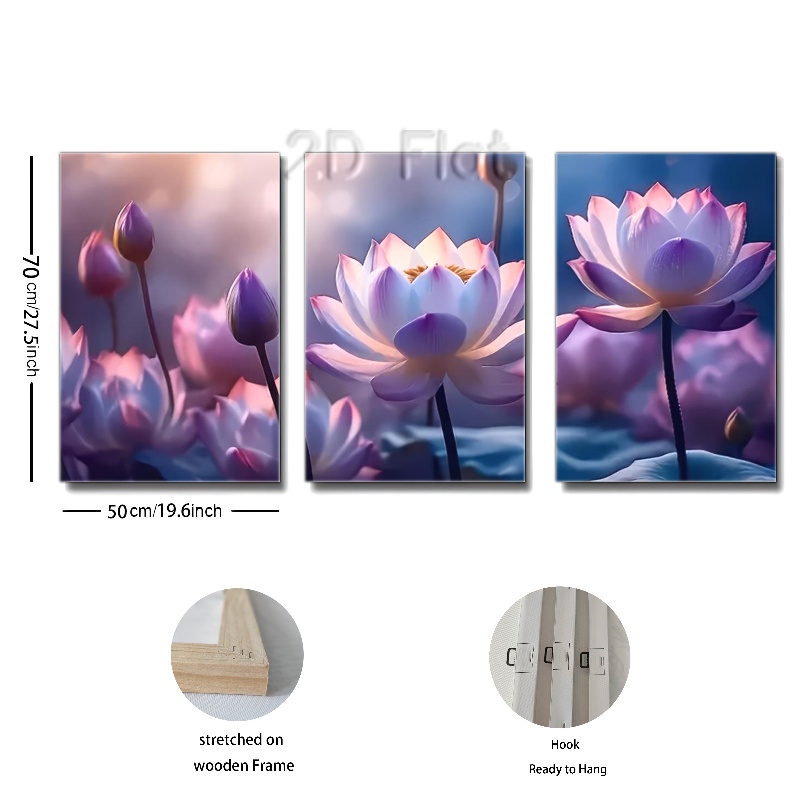 2D Flat
70 cm/27.5inch
50 cm/19.6inch
stretched on
wooden Frame
Hook
Ready to Hang